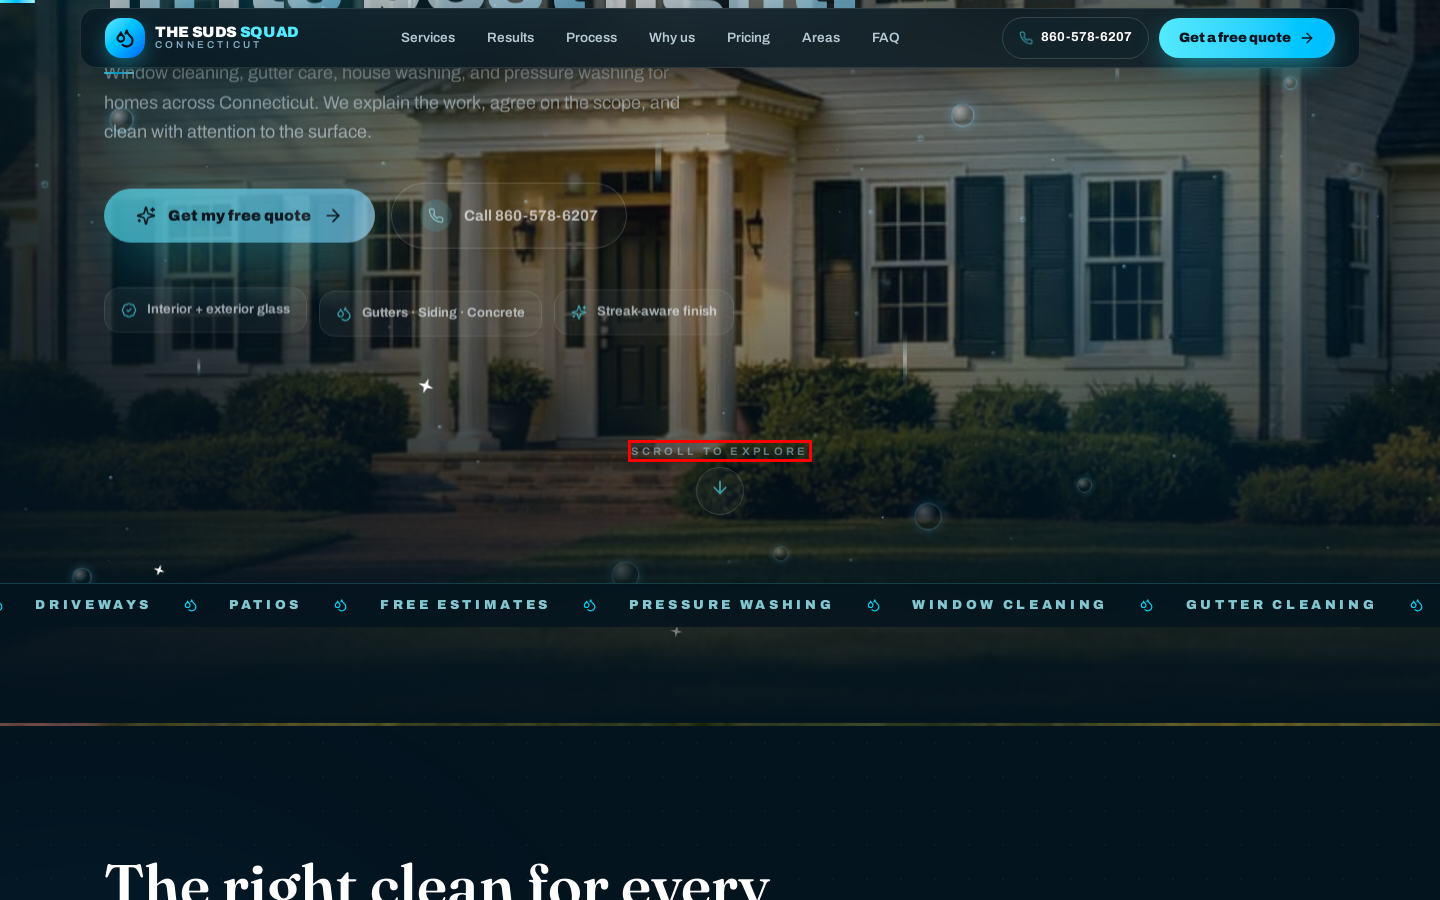 THE SUDS SQUAD
CONNECTICUT
Services
Results
Process
Why us
Pricing
Areas
FAQ
860-578-6207
Get a free quote
Window cleaning, gutter care, house washing, and pressure washing for
homes across Connecticut. We explain the work, agree on the scope, and
clean with attention to the surface.
Get my free quote
Call 860-578-6207
Interior + exterior glass
Gutters · Siding · Concrete
Streak-aware finish
SCROLL TO EXPLORE
DRIVEWAYS
PATIOS
FREE ESTIMATES
PRESSURE WASHING
WINDOW CLEANING
GUTTER CLEANING
The right clean for every